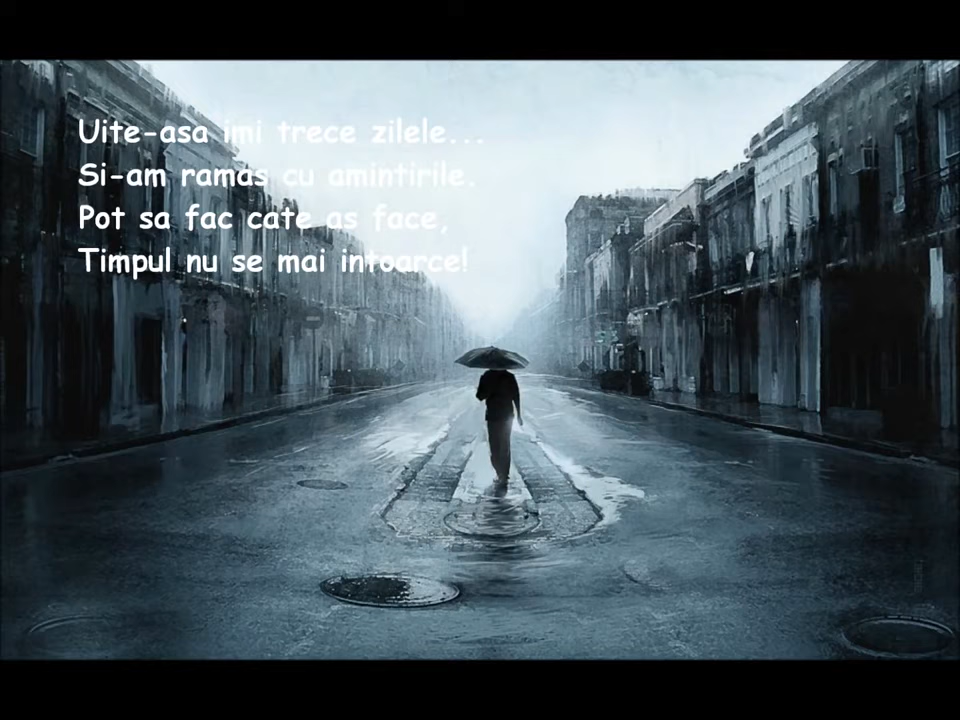 Uite-asa imi trece zilele...
Si-am ramas cu amintirile.
Pot sa fac cate as face,
Timpul nu se mai intoarce!